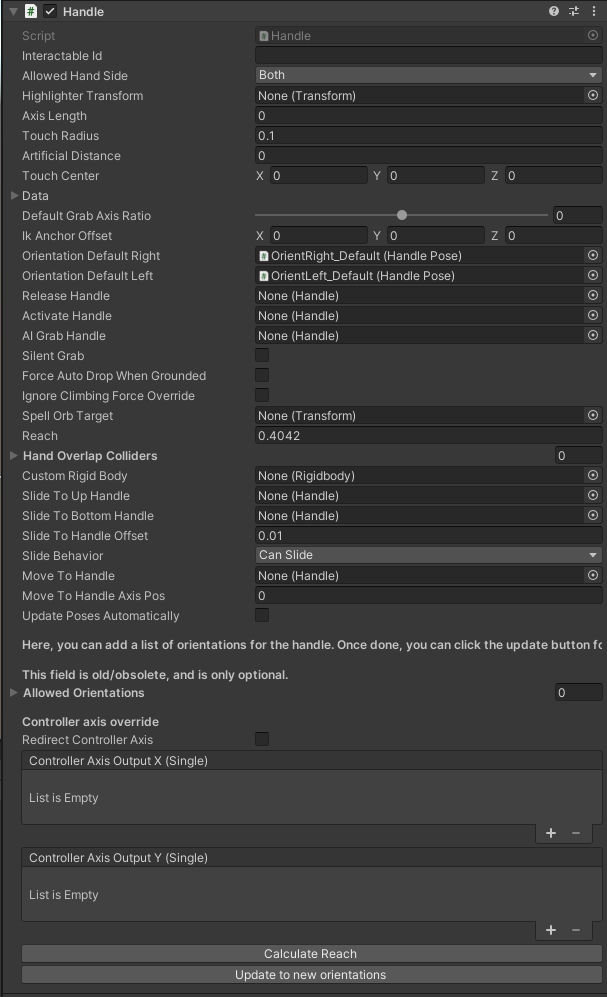 Handle
Script Handle
Interactable Id
Allowed Hand Side Both
Highlighter Transform None (Transform)
Axis Length 0
Touch Radius 0.1
Artificial Distance 0
Touch Center X 0 Y 0 Z 0
Data
Default Grab Axis Ratio 0
Ik Anchor Offset X 0 Y 0 Z 0
Orientation Default Right OrientRight_Default (Handle Pose)
Orientation Default Left OrientLeft_Default (Handle Pose)
Release Handle None (Handle)
Activate Handle None (Handle)
AI Grab Handle None (Handle)
Silent Grab
Force Auto Drop When Grounded
Ignore Climbing Force Override
Spell Orb Target None (Transform)
Reach 0.4042
Hand Overlap Colliders 0
Custom Rigid Body None (Rigidbody)
Slide To Up Handle None (Handle)
Slide To Bottom Handle None (Handle)
Slide To Handle Offset 0.01
Slide Behavior Can Slide
Move To Handle None (Handle)
Move To Handle Axis Pos 0
Update Poses Automatically
Here, you can add a list of orientations for the handle. Once done, you can click the update button fo
This field is old/obsolete, and is only optional.
Allowed Orientations 0
Controller axis override
Redirect Controller Axis
Controller Axis Output X (Single)
List is Empty
+ −
Controller Axis Output Y (Single)
List is Empty
+ −
Calculate Reach
Update to new orientations